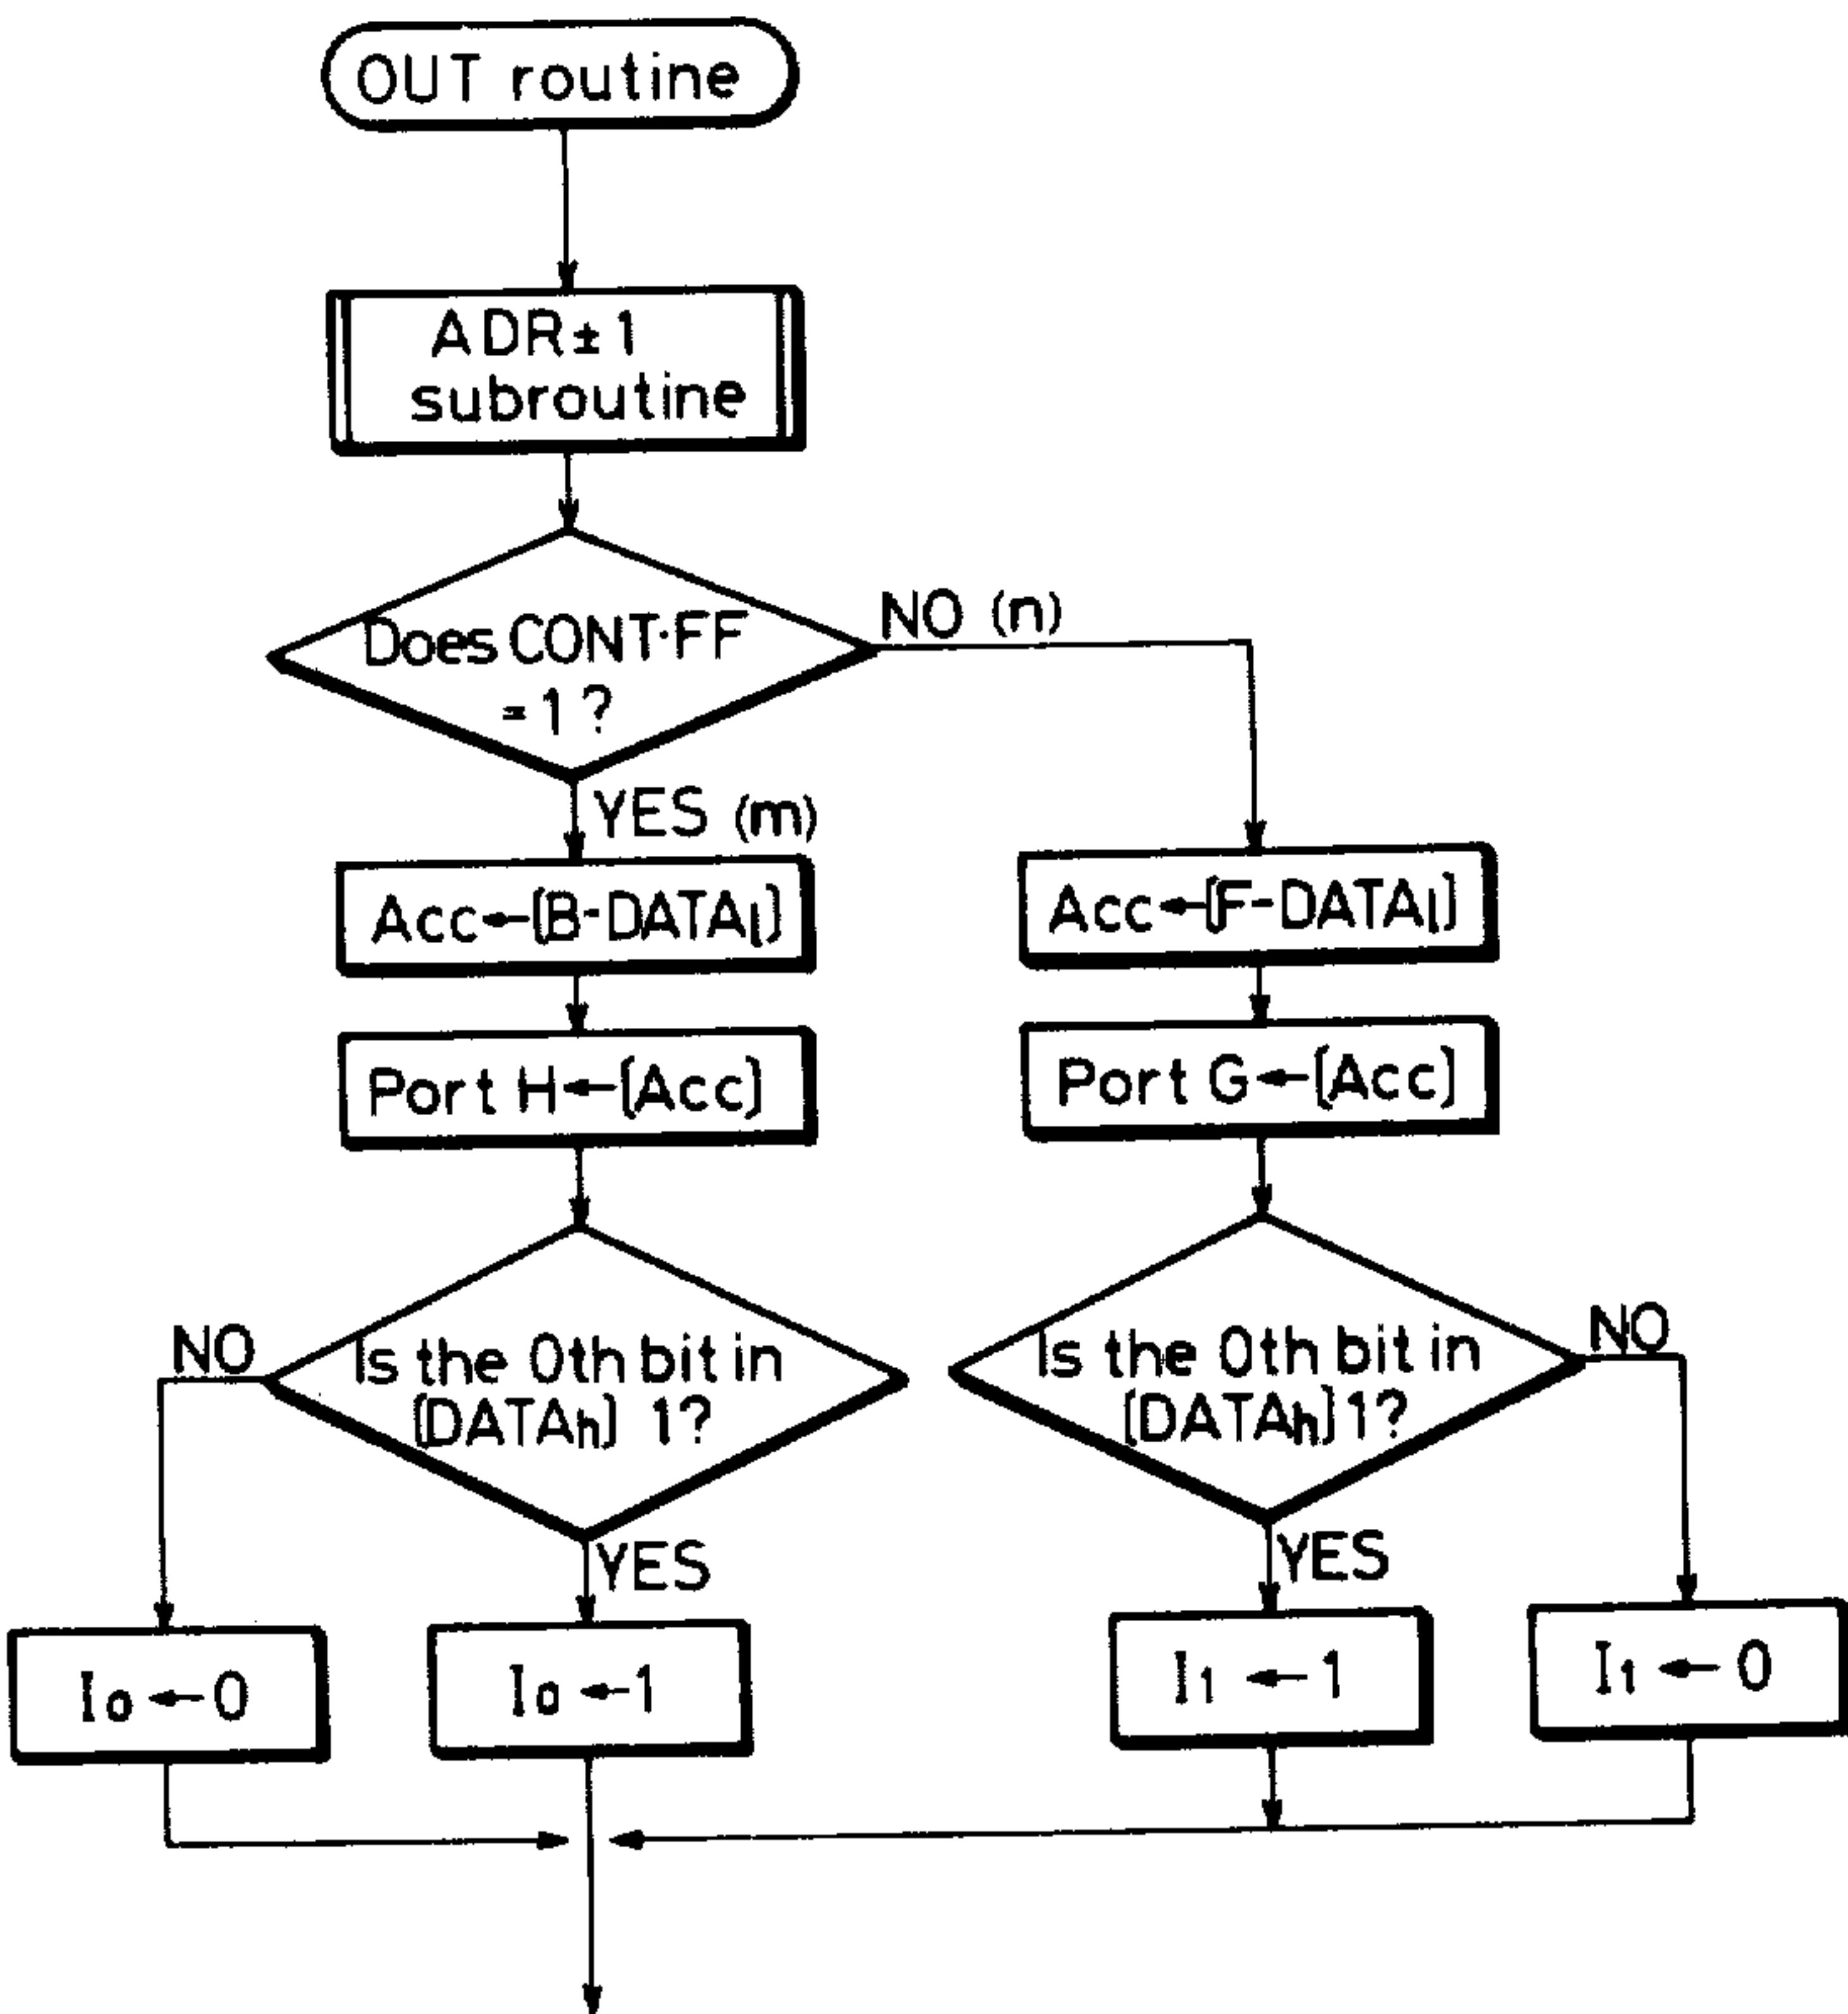 OUT routine
ADR±1
subroutine
Does CONT·FF
=1?
NO (n)
YES (m)
Acc←[B-DATAl]
Acc←[F-DATAl]
Port H←[Acc]
Port G←[Acc]
NO
Is the 0th bit in
[DATAh] 1?
YES
Is the 0th bit in
[DATAh] 1?
NO
YES
I0←0
I0←1
I1←1
I1←0